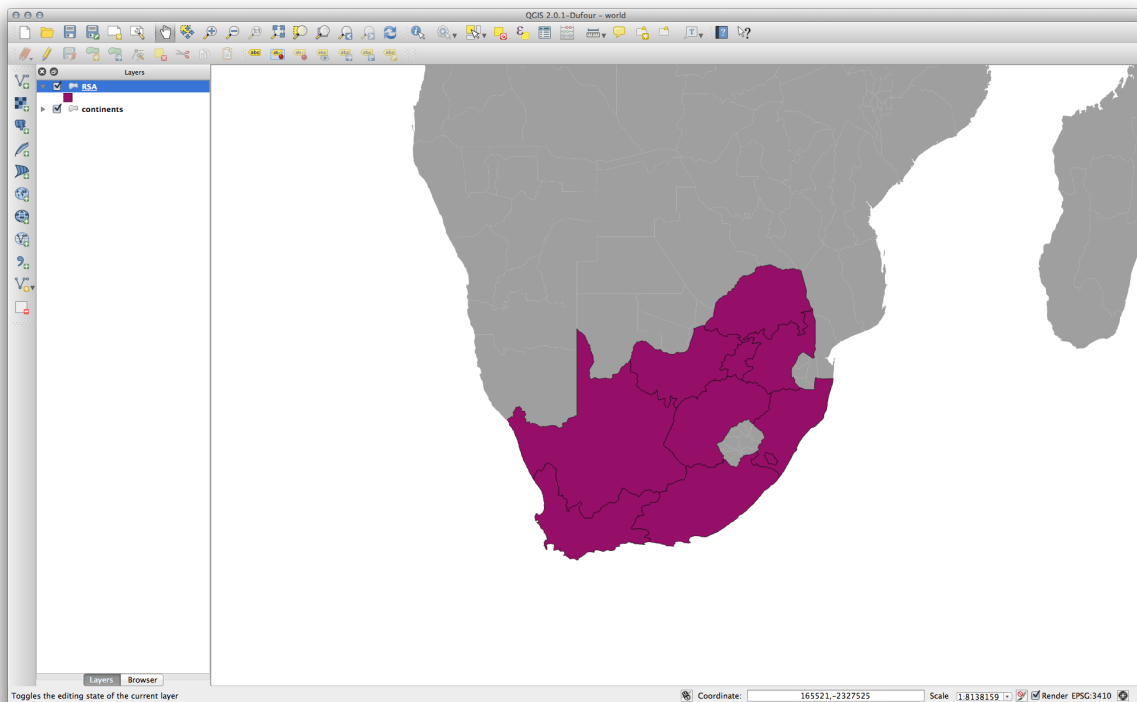 QGIS 2.0.1-Dufour - world
Layers
RSA
continents
Layers Browser
Toggles the editing state of the current layer
Coordinate: 165521,-2327525 Scale 1:8138159 Render EPSG:3410